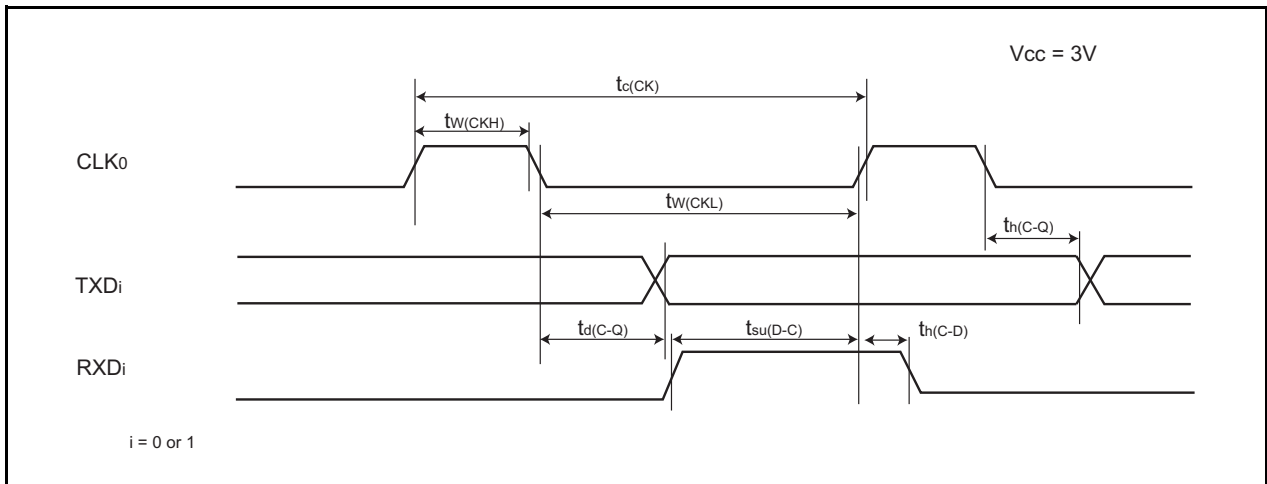 Vcc = 3V
tc(CK)
tW(CKH)
CLK0
tW(CKL)
th(C-Q)
TXDi
td(C-Q)
tsu(D-C)
th(C-D)
RXDi
i = 0 or 1